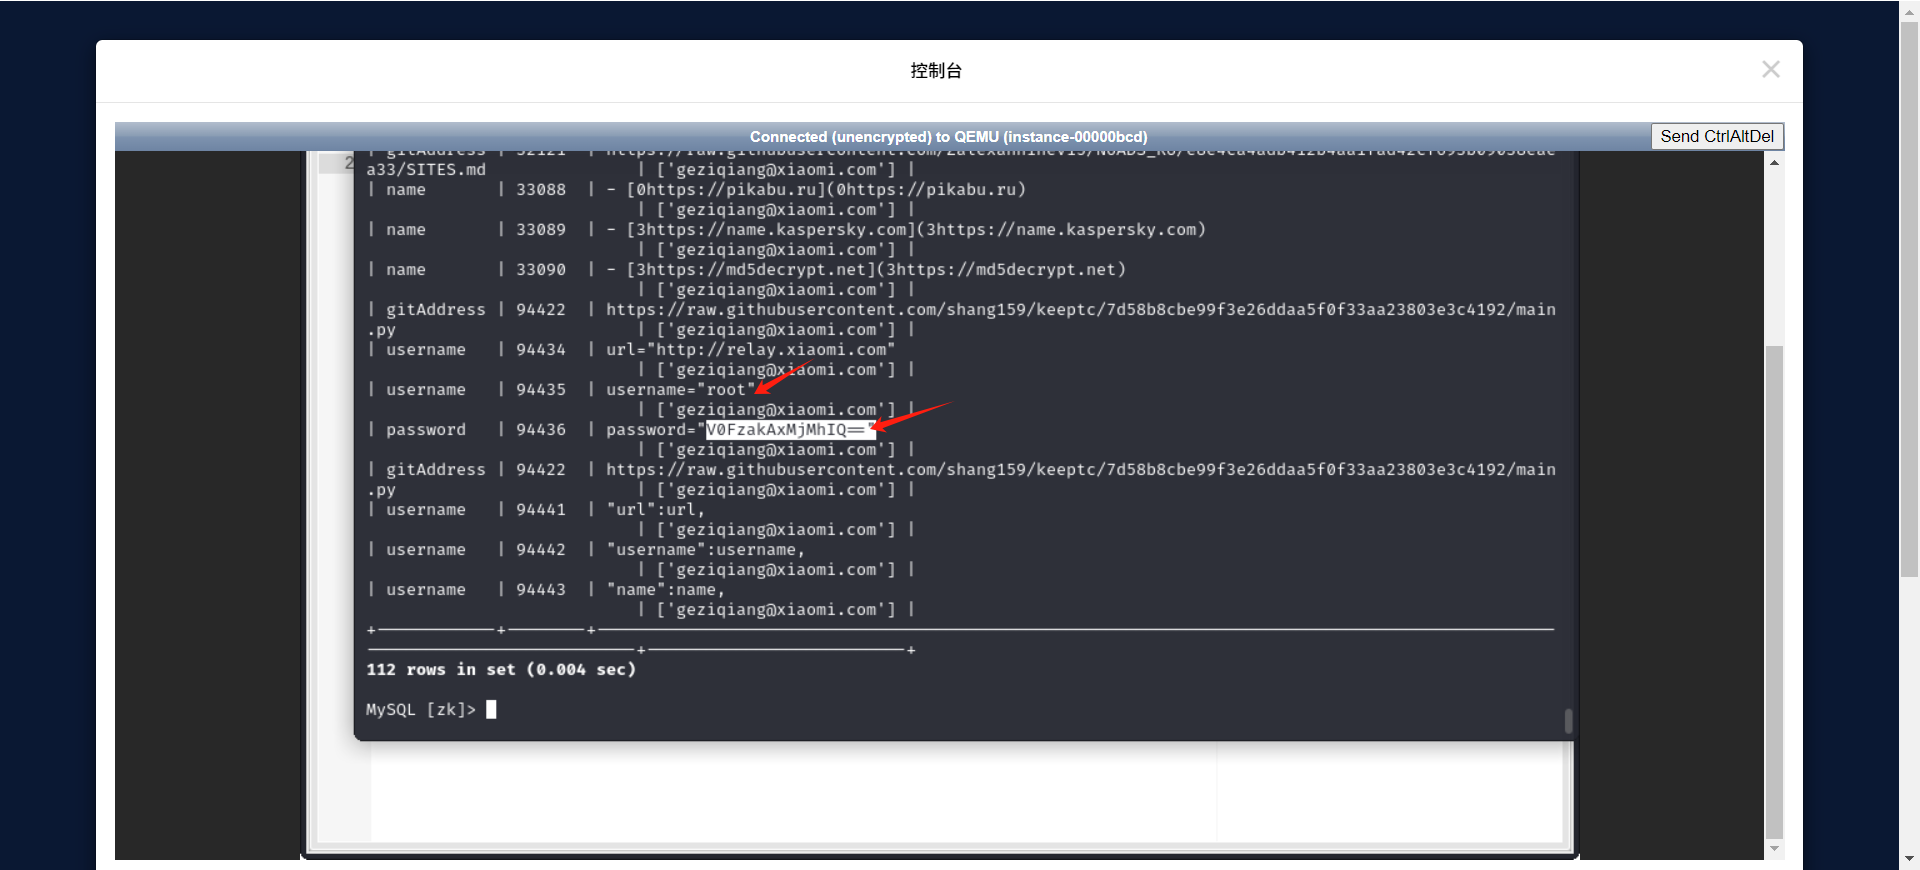 控制台
Connected (unencrypted) to QEMU (instance-00000bcd)
Send CtrlAltDel
2
a33/SITES.md | ['geziqiang@xiaomi.com'] |
| name | 33088 | - [0https://pikabu.ru](0https://pikabu.ru)
| ['geziqiang@xiaomi.com'] |
| name | 33089 | - [3https://name.kaspersky.com](3https://name.kaspersky.com)
| ['geziqiang@xiaomi.com'] |
| name | 33090 | - [3https://md5decrypt.net](3https://md5decrypt.net)
| ['geziqiang@xiaomi.com'] |
| gitAddress | 94422 | https://raw.githubusercontent.com/shang159/keeptc/7d58b8cbe99f3e26ddaa5f0f33aa23803e3c4192/main
.py | ['geziqiang@xiaomi.com'] |
| username | 94434 | url="http://relay.xiaomi.com"
| ['geziqiang@xiaomi.com'] |
| username | 94435 | username="root"
| ['geziqiang@xiaomi.com'] |
| password | 94436 | password="V0FzakAxMjMhIQ=="
| ['geziqiang@xiaomi.com'] |
| gitAddress | 94422 | https://raw.githubusercontent.com/shang159/keeptc/7d58b8cbe99f3e26ddaa5f0f33aa23803e3c4192/main
.py | ['geziqiang@xiaomi.com'] |
| username | 94441 | "url":url,
| ['geziqiang@xiaomi.com'] |
| username | 94442 | "username":username,
| ['geziqiang@xiaomi.com'] |
| username | 94443 | "name":name,
| ['geziqiang@xiaomi.com'] |
112 rows in set (0.004 sec)
MySQL [zk]>